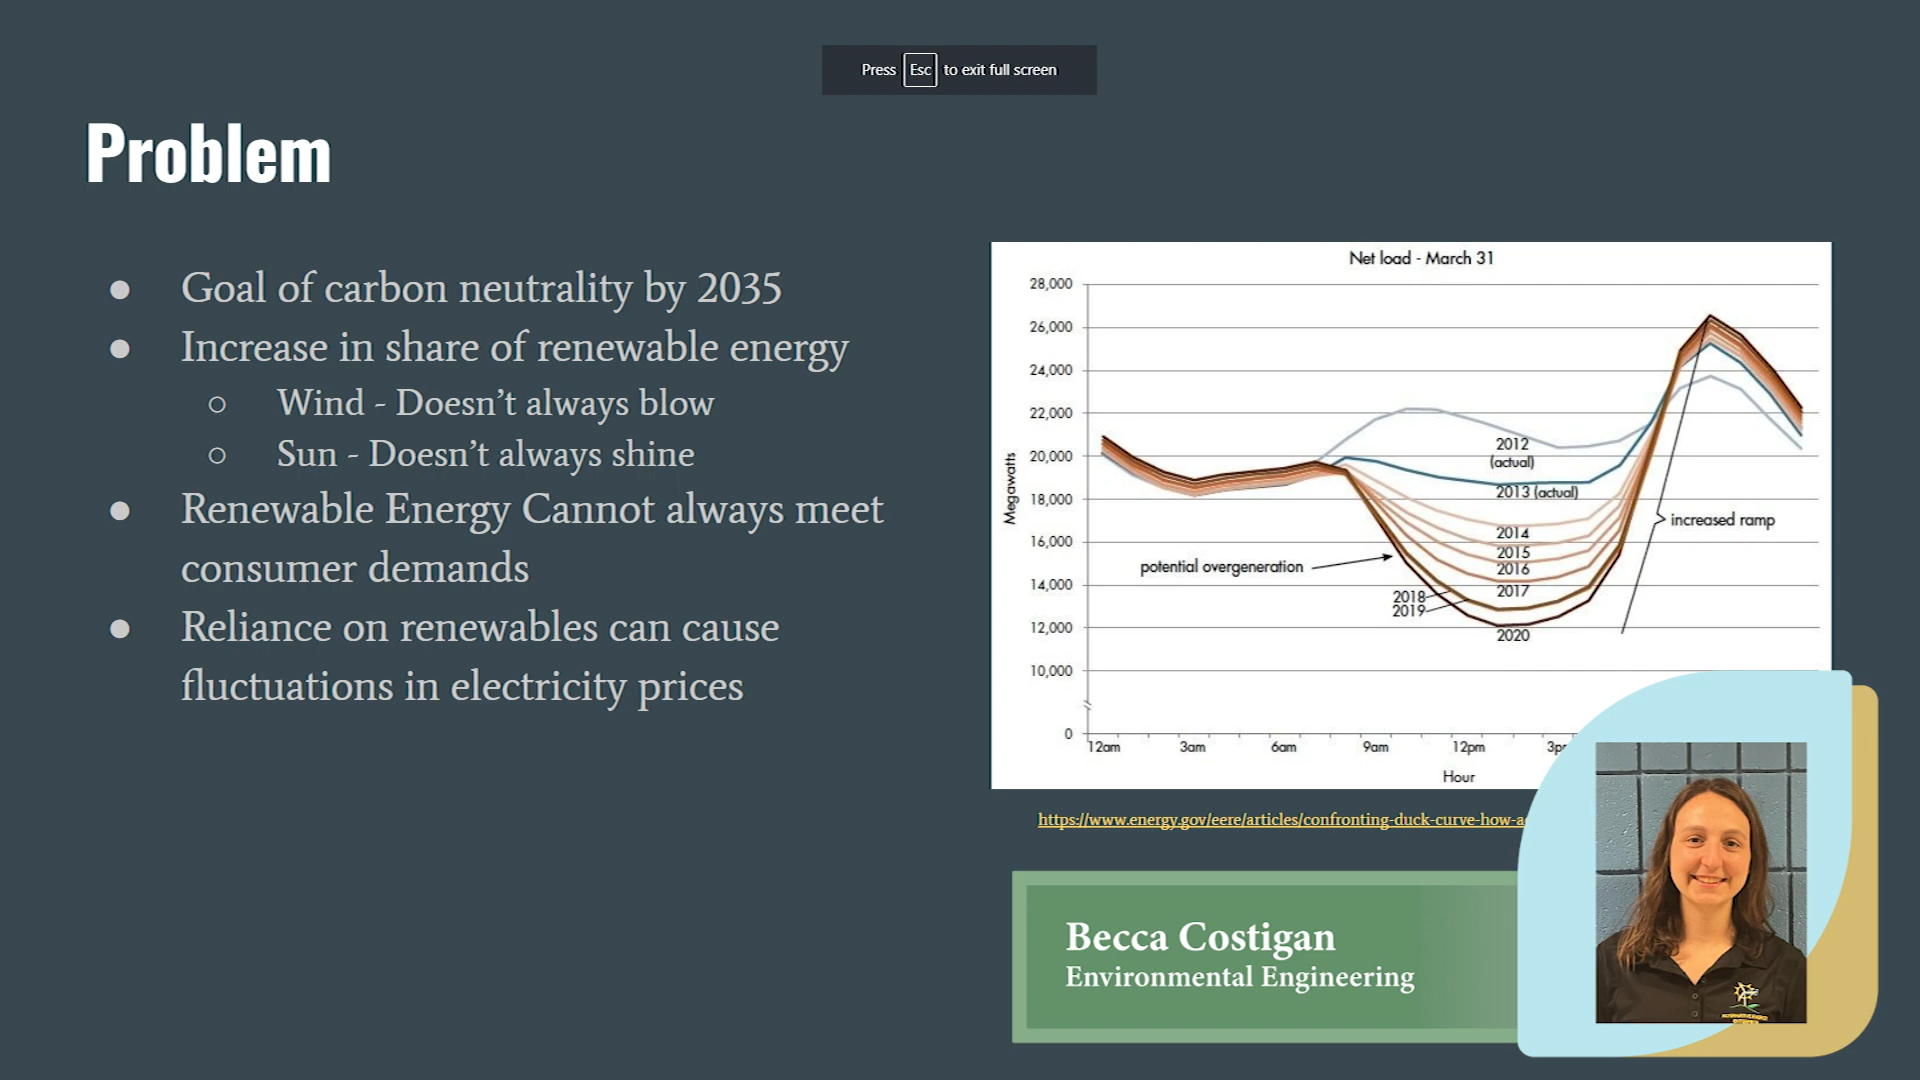 Press Esc to exit full screen
Problem
● Goal of carbon neutrality by 2035
● Increase in share of renewable energy
○ Wind - Doesn’t always blow
○ Sun - Doesn’t always shine
● Renewable Energy Cannot always meet
consumer demands
● Reliance on renewables can cause
fluctuations in electricity prices
Net load - March 31
28,000
26,000
24,000
22,000
20,000
18,000
16,000
14,000
12,000
10,000
0
Megawatts
2012
(actual)
2013 (actual)
2014
2015
2016
2017
2018
2019
2020
potential overgeneration
increased ramp
12am 3am 6am 9am 12pm
Hour
https://www.energy.gov/eere/articles/confronting-duck-curve-how-a
Becca Costigan
Environmental Engineering